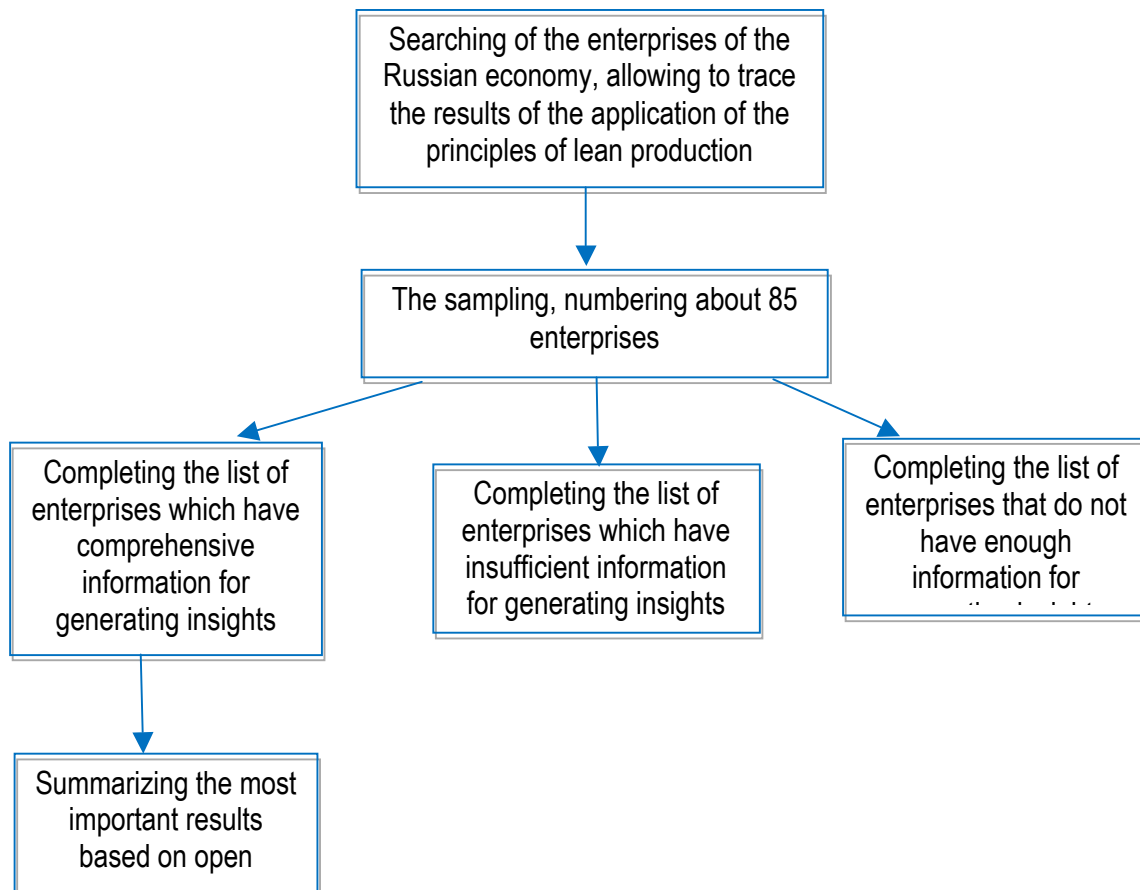 Searching of the enterprises of the
Russian economy, allowing to trace
the results of the application of the
principles of lean production
The sampling, numbering about 85
enterprises
Completing the list of
enterprises which have
comprehensive
information for
generating insights
Completing the list of
enterprises which have
insufficient information
for generating insights
Completing the list of
enterprises that do not
have enough
information for
Summarizing the most
important results
based on open